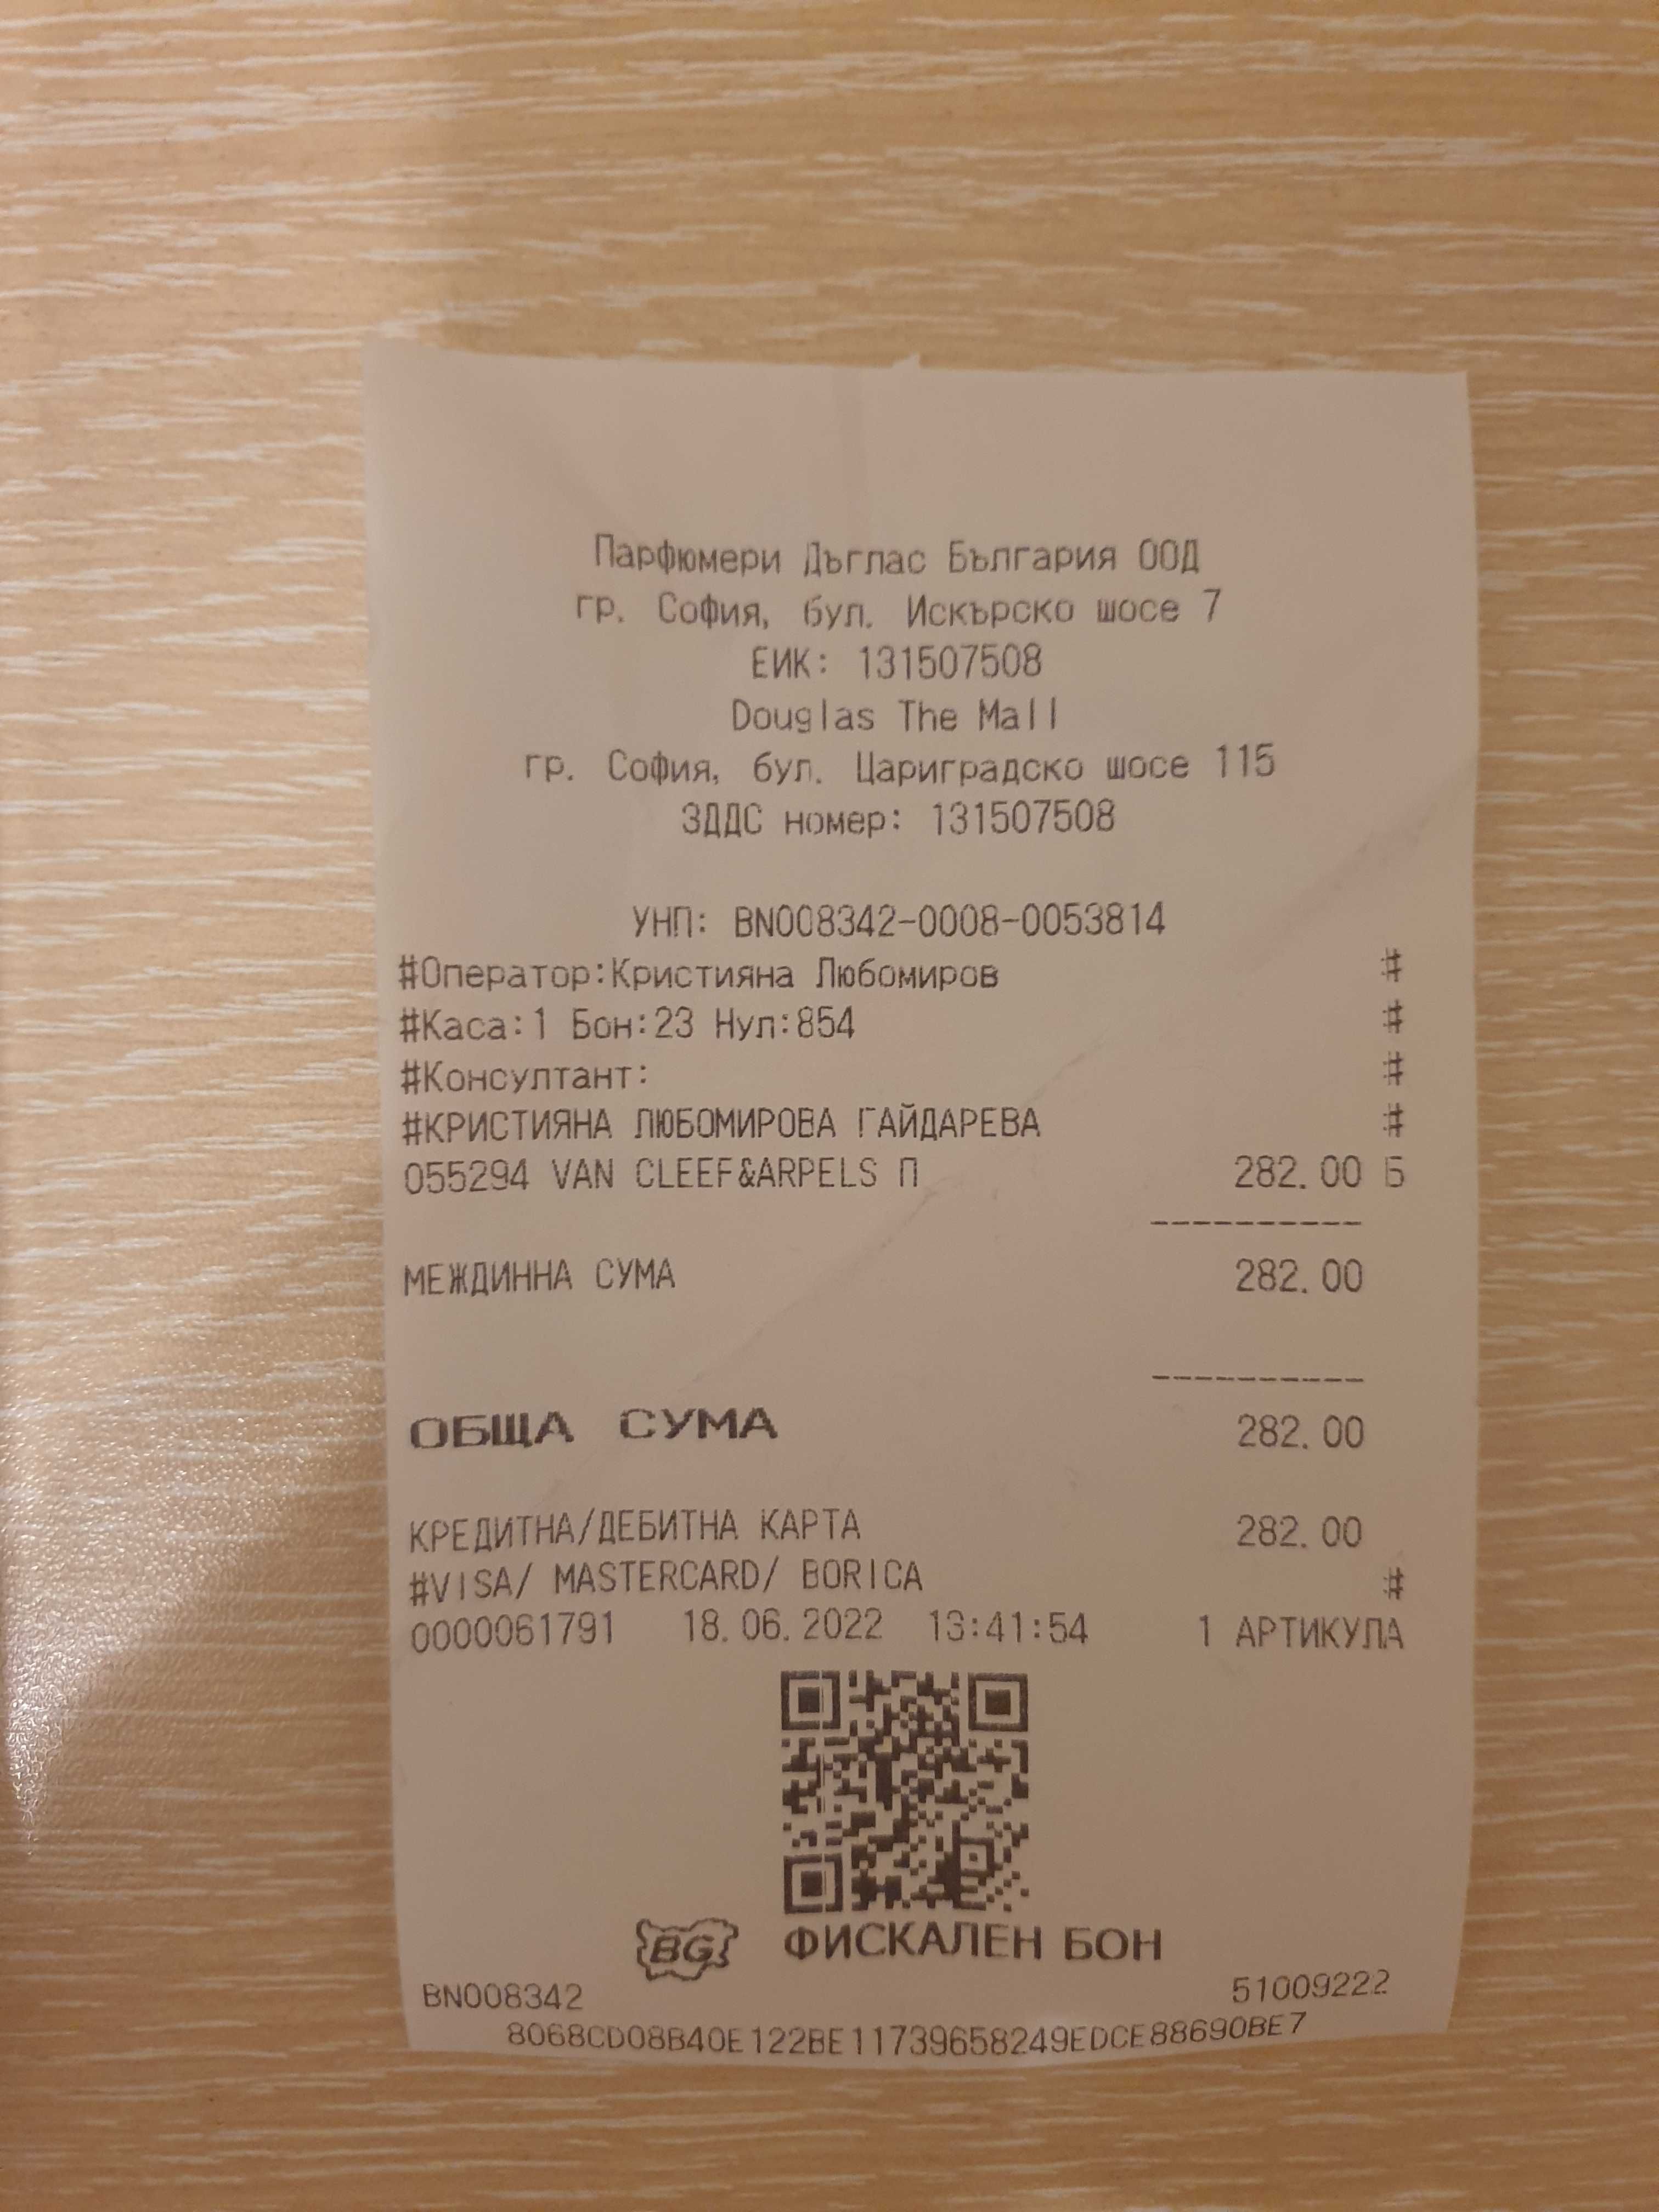 Парфюмери Дъглас България ООД
гр. София, бул. Искърско шосе 7
ЕИК: 131507508
Douglas The Mall
гр. София, бул. Цариградско шосе 115
ЗДДС номер: 131507508
УНП: BN008342-0008-0053814
#Оператор:Кристияна Любомиров #
#Каса:1 Бон:23 Нул:854 #
#Консултант: #
#КРИСТИЯНА ЛЮБОМИРОВА ГАЙДАРЕВА #
055294 VAN CLEEF&ARPELS П 282.00 Б
----------
МЕЖДИННА СУМА 282.00
----------
ОБЩА СУМА 282.00
КРЕДИТНА/ДЕБИТНА КАРТА 282.00
#VISA/ MASTERCARD/ BORICA #
0000061791 18.06.2022 13:41:54 1 АРТИКУЛА
BG ФИСКАЛЕН БОН
BN008342 51009222
8068CD08B40E122BE11739658249EDCE88690BE7